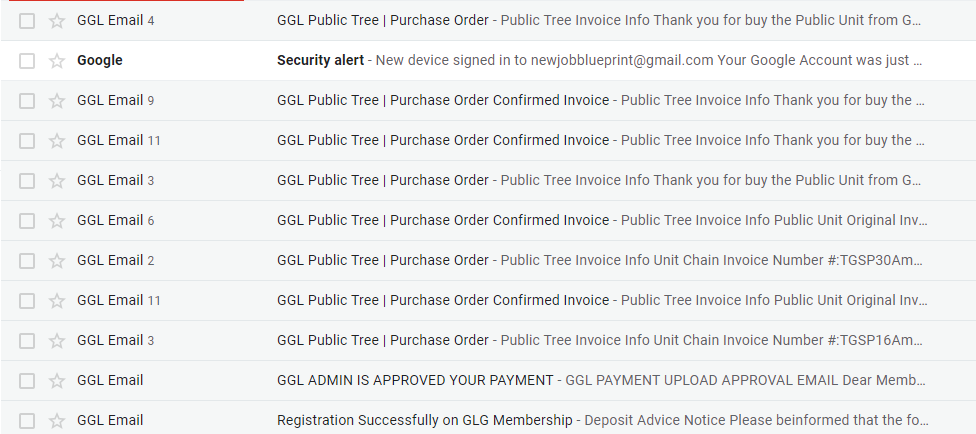 GGL Email 4 GGL Public Tree | Purchase Order - Public Tree Invoice Info Thank you for buy the Public Unit from G...
Google Security alert - New device signed in to newjobblueprint@gmail.com Your Google Account was just ...
GGL Email 9 GGL Public Tree | Purchase Order Confirmed Invoice - Public Tree Invoice Info Thank you for buy the ...
GGL Email 11 GGL Public Tree | Purchase Order Confirmed Invoice - Public Tree Invoice Info Thank you for buy the ...
GGL Email 3 GGL Public Tree | Purchase Order - Public Tree Invoice Info Thank you for buy the Public Unit from G...
GGL Email 6 GGL Public Tree | Purchase Order Confirmed Invoice - Public Tree Invoice Info Public Unit Original Inv...
GGL Email 2 GGL Public Tree | Purchase Order - Public Tree Invoice Info Unit Chain Invoice Number #:TGSP30Am...
GGL Email 11 GGL Public Tree | Purchase Order Confirmed Invoice - Public Tree Invoice Info Public Unit Original Inv...
GGL Email 3 GGL Public Tree | Purchase Order - Public Tree Invoice Info Unit Chain Invoice Number #:TGSP16Am...
GGL Email GGL ADMIN IS APPROVED YOUR PAYMENT - GGL PAYMENT UPLOAD APPROVAL EMAIL Dear Memb...
GGL Email Registration Successfully on GLG Membership - Deposit Advice Notice Please beinformed that the fo...